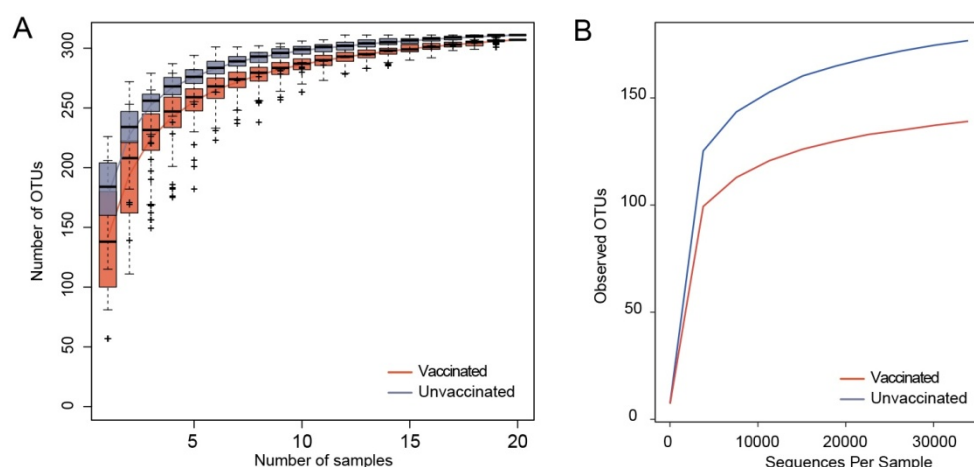 A
Number of OTUs
300
250
200
150
100
50
0
Vaccinated
Unvaccinated
5
10
15
20
Number of samples
B
Observed OTUs
150
100
50
0
Vaccinated
Unvaccinated
0
10000
20000
30000
Sequences Per Sample